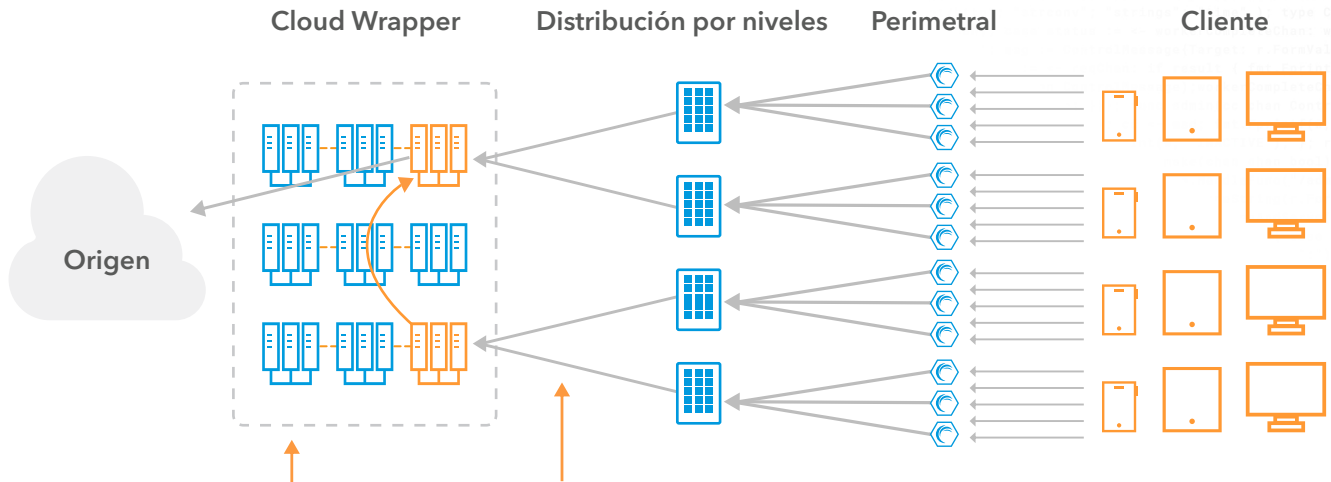 Cloud Wrapper
Distribución por niveles
Perimetral
Cliente
Origen